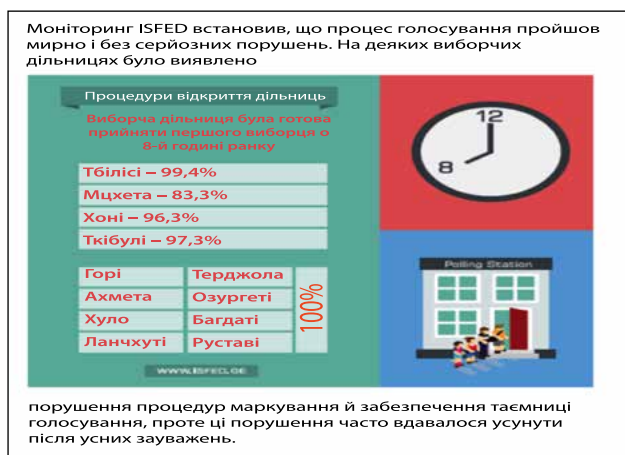 Моніторинг ISFED встановив, що процес голосування пройшов
мирно і без серйозних порушень. На деяких виборчих
дільницях було виявлено
Процедури відкриття дільниць
Виборча дільниця була готова
прийняти першого виборця о
8-й годині ранку
Тбілісі – 99,4%
Мцхета – 83,3%
Хоні – 96,3%
Ткібулі – 97,3%
Горі Терджола
Ахмета Озургеті
Хуло Багдаті
Ланчхуті Руставі
100%
WWW.ISFED.GE
12
8
Polling Station
порушення процедур маркування й забезпечення таємниці
голосування, проте ці порушення часто вдавалося усунути
після усних зауважень.